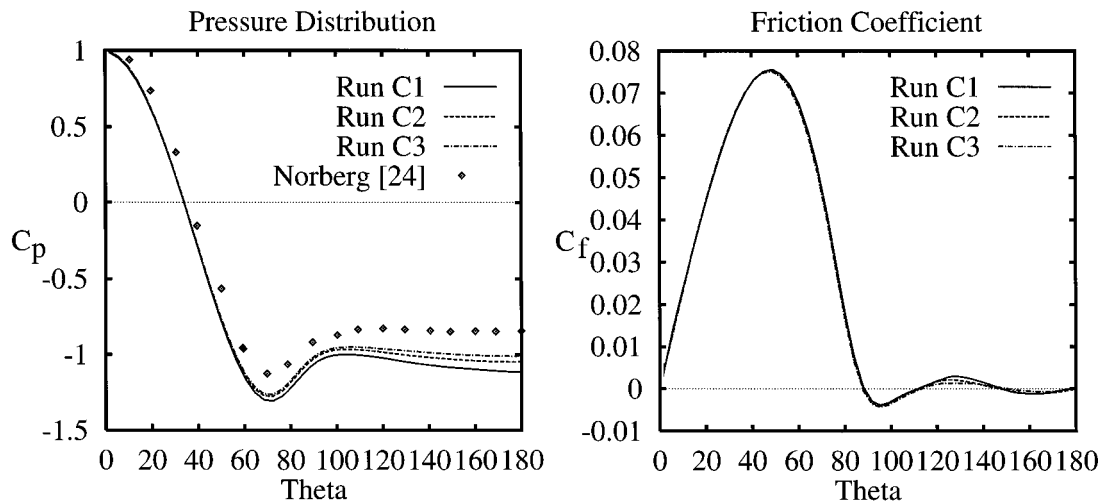 Pressure Distribution
1
0.5
0
-0.5
-1
-1.5
Cp
Run C1
Run C2
Run C3
Norberg [24]
0 20 40 60 80 100 120 140 160 180
Theta
Friction Coefficient
0.08
0.07
0.06
0.05
0.04
0.03
0.02
0.01
0
-0.01
Cf
Run C1
Run C2
Run C3
0 20 40 60 80 100 120 140 160 180
Theta